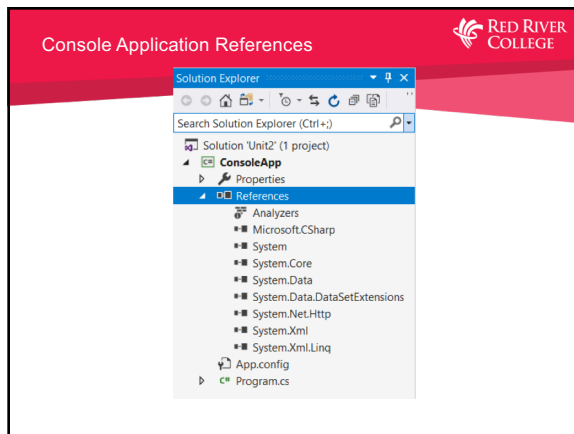 Console Application References
RED RIVER
COLLEGE
Solution Explorer
Search Solution Explorer (Ctrl+;)
Solution 'Unit2' (1 project)
C# ConsoleApp
Properties
References
Analyzers
Microsoft.CSharp
System
System.Core
System.Data
System.Data.DataSetExtensions
System.Net.Http
System.Xml
System.Xml.Linq
App.config
C# Program.cs